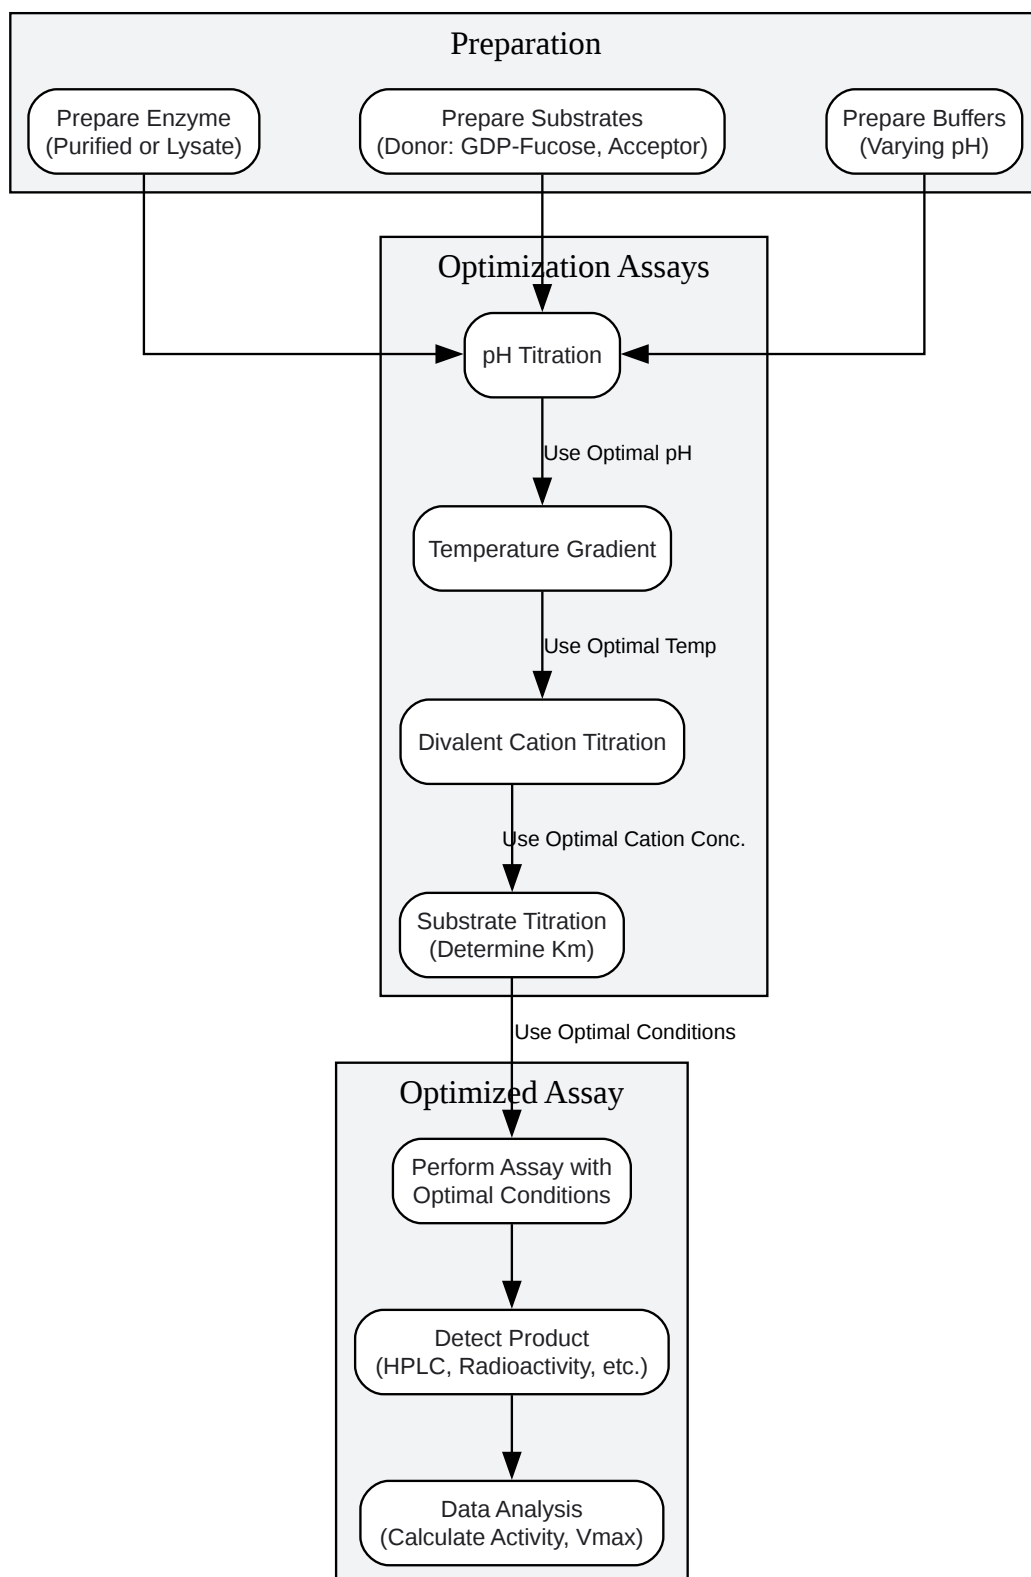 Preparation
Prepare Enzyme
(Purified or Lysate)
Prepare Substrates
(Donor: GDP-Fucose, Acceptor)
Prepare Buffers
(Varying pH)
Optimization Assays
pH Titration
Use Optimal pH
Temperature Gradient
Use Optimal Temp
Divalent Cation Titration
Use Optimal Cation Conc.
Substrate Titration
(Determine Km)
Use Optimal Conditions
Optimized Assay
Perform Assay with
Optimal Conditions
Detect Product
(HPLC, Radioactivity, etc.)
Data Analysis
(Calculate Activity, Vmax)